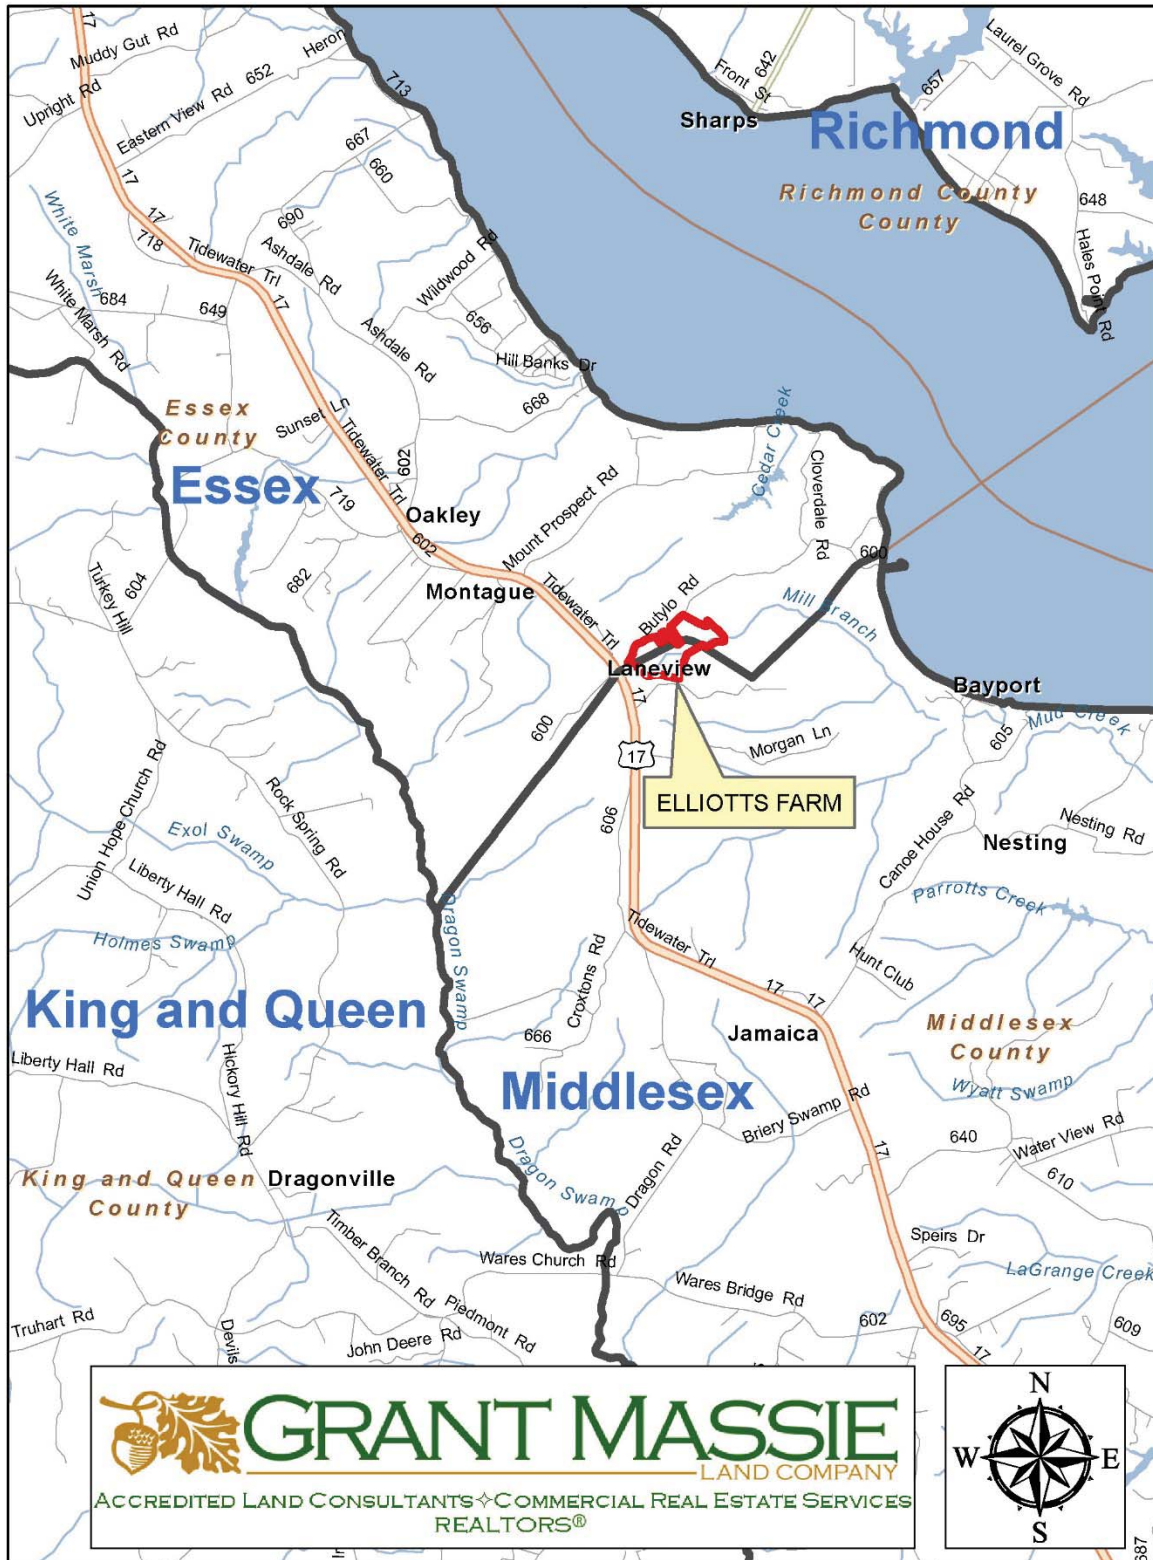 17
Muddy Gut Rd
Heron
652
Upright Rd
Eastern View Rd
713
642
Front St
Sharps
Laurel Grove Rd
657
Richmond
Richmond County
County
667
660
648
17
White Marsh
17
690
718
Ashdale Rd
Tidewater Trl
Wildwood Rd
Hales Point Rd
684
649
17
White Marsh Rd
656
Ashdale Rd
Hill Banks Dr
Essex
County
Sunset Ln
668
Tidewater Trl
Cedar Creek
Essex
602
719
Oakley
602
Mount Prospect Rd
Cloverdale Rd
600
Turkey Hill
604
682
Montague
Tidewater Trl
Butylo Rd
Mill Branch
Laneview
17
Bayport
600
605
Mud Creek
17
Morgan Ln
Union Hope Church Rd
Rock Spring Rd
ELLIOTTS FARM
606
Canoe House Rd
Nesting Rd
Nesting
Exol Swamp
Liberty Hall Rd
Parrotts Creek
Holmes Swamp
Dragon Swamp
Tidewater Trl
Hunt Club
Croxtons Rd
17
17
King and Queen
666
Jamaica
Middlesex
County
Liberty Hall Rd
Hickory Hill Rd
Middlesex
Wyatt Swamp
Briery Swamp Rd
17
640
Water View Rd
Dragon Swamp
Dragon Rd
610
King and Queen
County
Dragonville
Timber Branch Rd
Speirs Dr
Wares Church Rd
LaGrange Creek
Wares Bridge Rd
Piedmont Rd
Truhart Rd
Devils
John Deere Rd
602
695
17
609
GRANT MASSIE
LAND COMPANY
ACCREDITED LAND CONSULTANTS✧COMMERCIAL REAL ESTATE SERVICES
REALTORS®
N
W
E
S
687